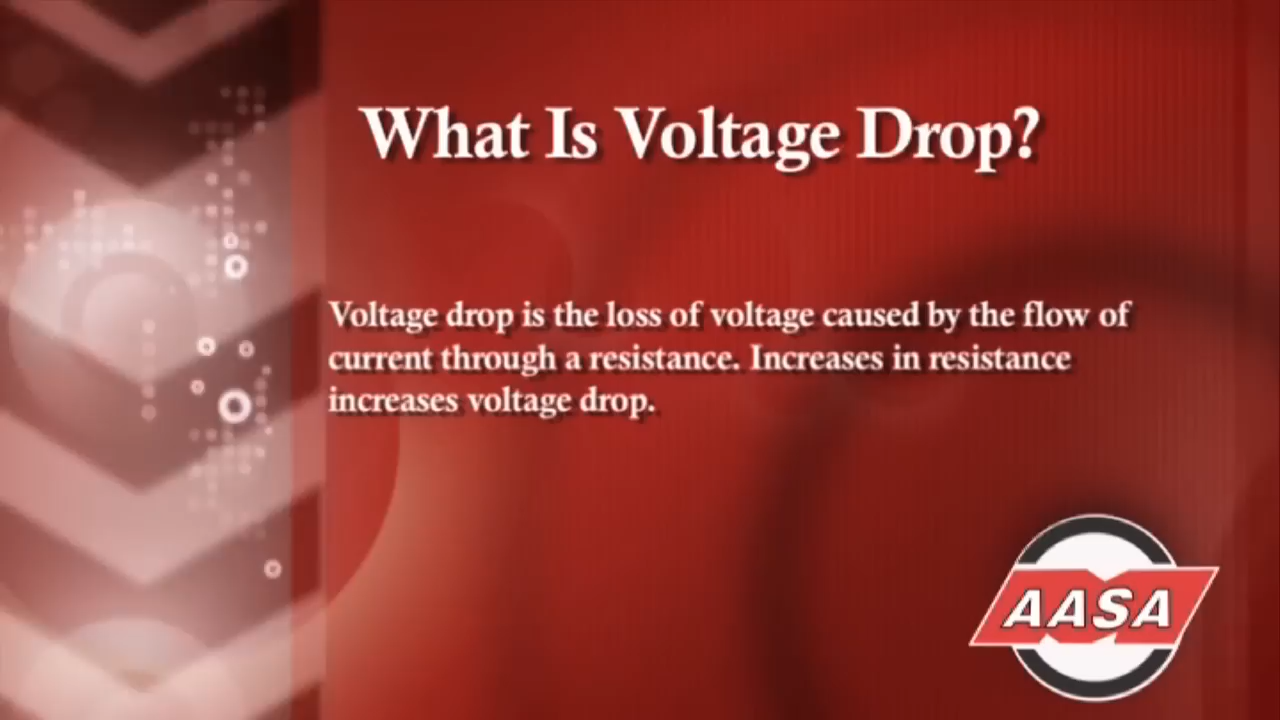 What Is Voltage Drop?
Voltage drop is the loss of voltage caused by the flow of
current through a resistance. Increases in resistance
increases voltage drop.
AASA